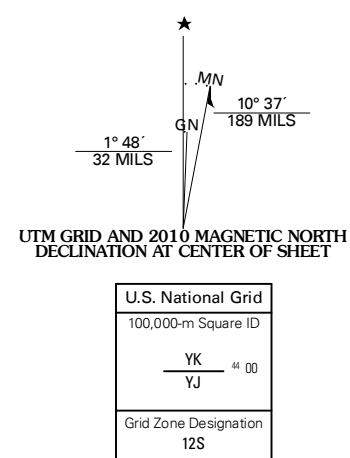 MN
10° 37´
189 MILS
GN
1° 48´
32 MILS
UTM GRID AND 2010 MAGNETIC NORTH
DECLINATION AT CENTER OF SHEET
U.S. National Grid
100,000-m Square ID
YK
44 00
YJ
Grid Zone Designation
12S